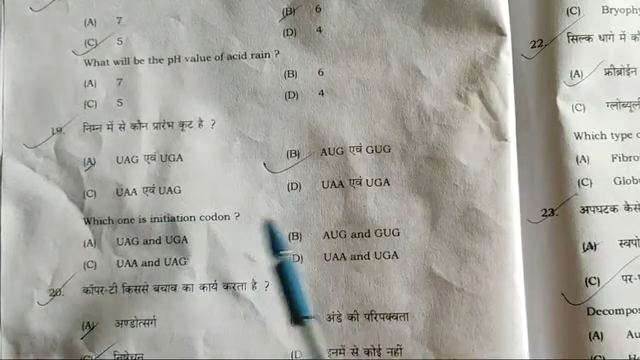 (A) 7 (B) 6
(C) 5 (D) 4
What will be the pH value of acid rain ?
(A) 7 (B) 6
(C) 5 (D) 4
19. निम्न में से कौन प्रारंभ कूट है ?
(A) UAG एवं UGA (B) AUG एवं GUG
(C) UAA एवं UAG (D) UAA एवं UGA
Which one is initiation codon ?
(A) UAG and UGA (B) AUG and GUG
(C) UAA and UAG (D) UAA and UGA
20. कॉपर-टी किससे बचाव का कार्य करता है ?
(A) अण्डोत्सर्ग अंडे की परिपक्वता
(C) निषेचन (D इनमें से कोई नहीं
(C) Bryoph
22. सिल्क धागे में
(A) फ्रीब्रोईन
(C) ग्लोब्यूली
Which type
(A) Fibro
(C) Glob
23. अपघटक कैसे
(A) स्वपो
(C) पर-
Decompos
(A) Au